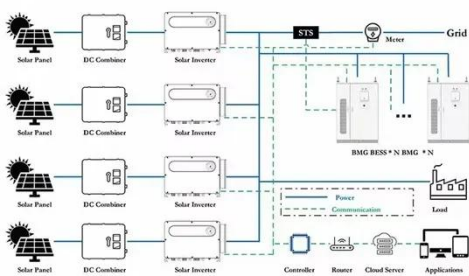 STS
Meter
Grid
Solar Panel DC Combiner Solar Inverter
Solar Panel DC Combiner Solar Inverter
BMG BESS * N BMG * N
Solar Panel DC Combiner Solar Inverter
Power
Communication
Load
Solar Panel DC Combiner Solar Inverter
Controller Router Cloud Server Applications